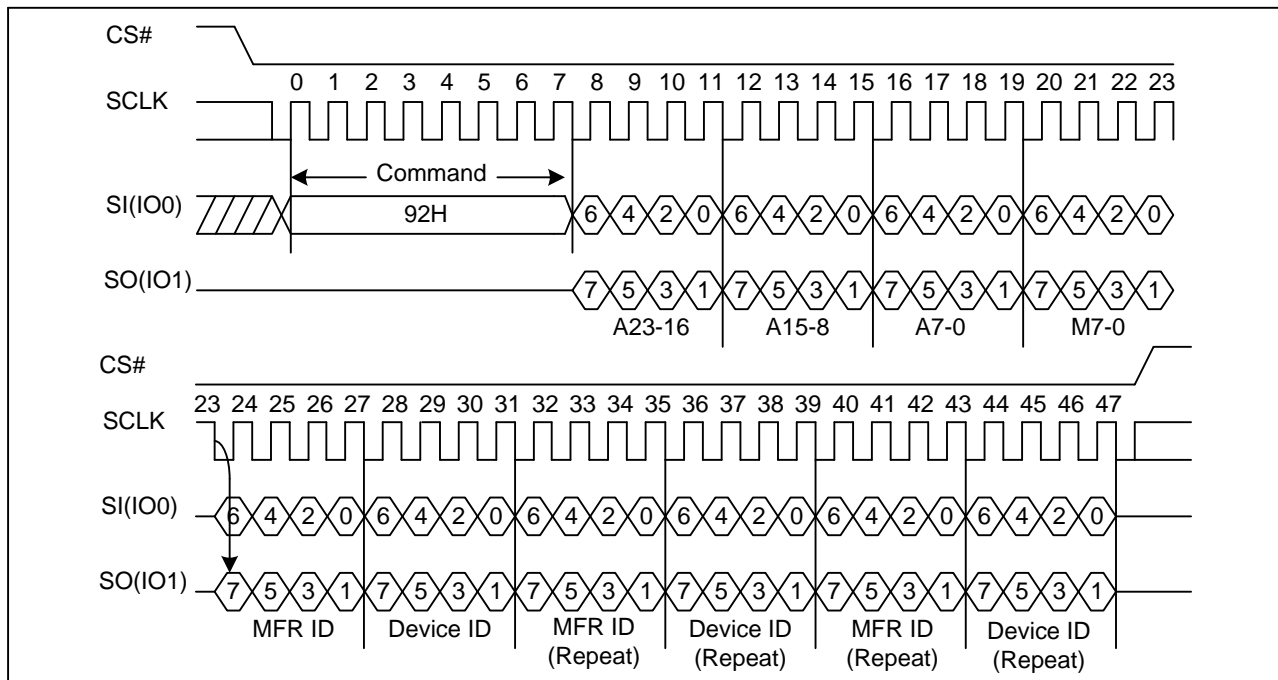 CS#
0 1 2 3 4 5 6 7 8 9 10 11 12 13 14 15 16 17 18 19 20 21 22 23
SCLK
Command
SI(IO0) 92H 6 4 2 0 6 4 2 0 6 4 2 0 6 4 2 0
SO(IO1) 7 5 3 1 7 5 3 1 7 5 3 1 7 5 3 1
A23-16 A15-8 A7-0 M7-0
CS#
23 24 25 26 27 28 29 30 31 32 33 34 35 36 37 38 39 40 41 42 43 44 45 46 47
SCLK
SI(IO0) 6 4 2 0 6 4 2 0 6 4 2 0 6 4 2 0 6 4 2 0 6 4 2 0
SO(IO1) 7 5 3 1 7 5 3 1 7 5 3 1 7 5 3 1 7 5 3 1 7 5 3 1
MFR ID Device ID MFR ID Device ID MFR ID Device ID
(Repeat) (Repeat) (Repeat) (Repeat)